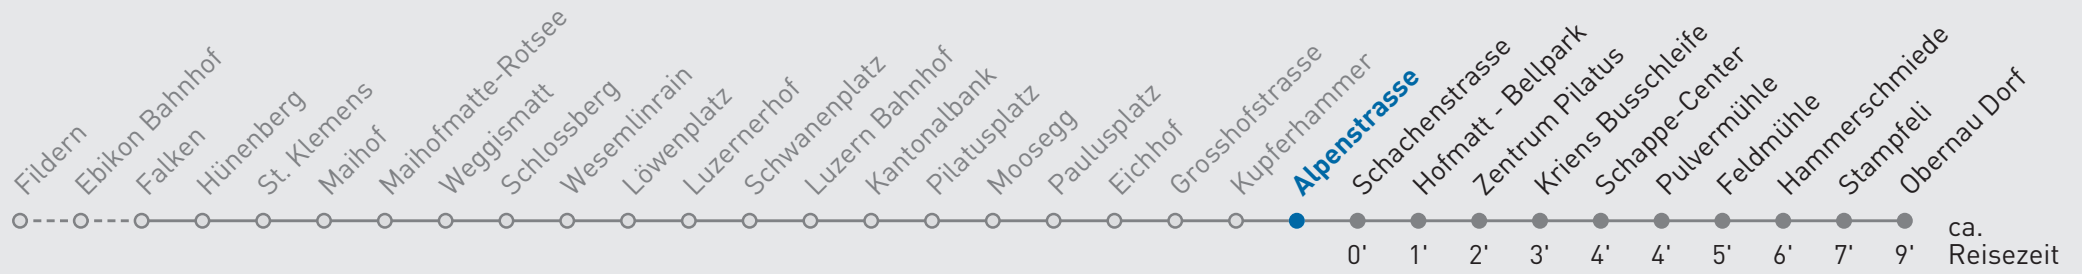 Fildern
Ebikon Bahnhof
Falken
Hünenberg
St. Klemens
Maihof
Maihofmatte-Rotsee
Weggismatt
Schlossberg
Wesemlinrain
Löwenplatz
Luzernerhof
Schwanenplatz
Luzern Bahnhof
Kantonalbank
Pilatusplatz
Moosegg
Paulusplatz
Eichhof
Grosshofstrasse
Kupferhammer
Alpenstrasse
Schachenstrasse
Hofmatt - Bellpark
Zentrum Pilatus
Kriens Busschleife
Schappe-Center
Pulvermühle
Feldmühle
Hammerschmiede
Stampfeli
Obernau Dorf
0' 1' 2' 3' 4' 4' 5' 6' 7' 9'
ca.
Reisezeit